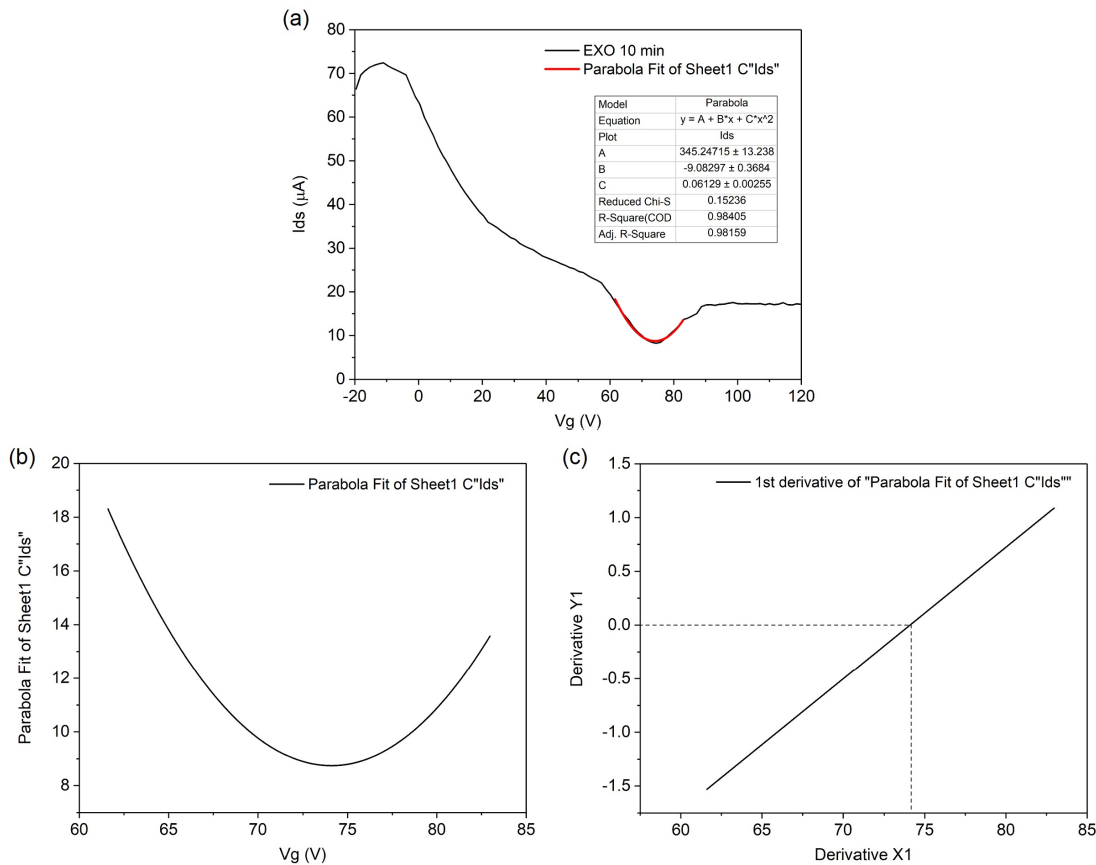 (a)
80
70
60
50
40
30
20
10
0
Ids (μA)
EXO 10 min
Parabola Fit of Sheet1 C"Ids"
Model Parabola
Equation y = A + B*x + C*x^2
Plot Ids
A 345.24715 ± 13.238
B -9.08297 ± 0.3684
C 0.06129 ± 0.00255
Reduced Chi-S 0.15236
R-Square(COD 0.98405
Adj. R-Square 0.98159
-20 0 20 40 60 80 100 120
Vg (V)
(b)
20
18
16
14
12
10
8
Parabola Fit of Sheet1 C"Ids"
Parabola Fit of Sheet1 C"Ids"
60 65 70 75 80 85
Vg (V)
(c)
1.5
1.0
0.5
0.0
-0.5
-1.0
-1.5
Derivative Y1
1st derivative of "Parabola Fit of Sheet1 C"Ids""
60 65 70 75 80 85
Derivative X1